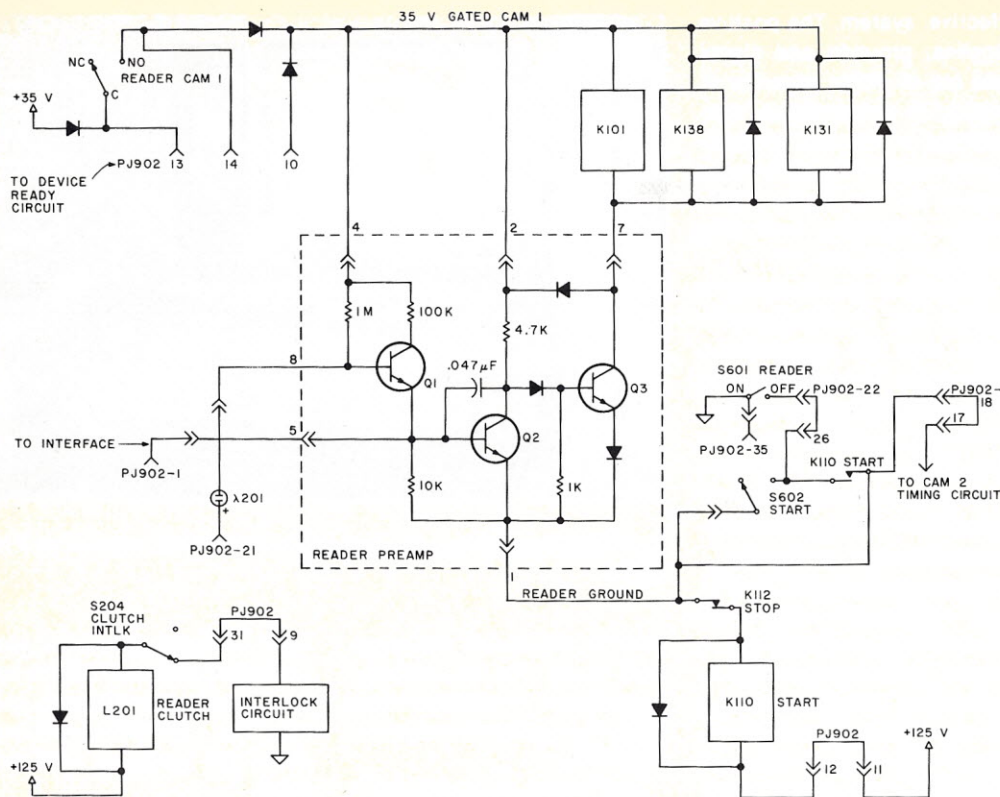 35 V GATED CAM 1
NC
NO
READER CAM 1
C
+35 V
PJ902
13
14
10
TO DEVICE
READY
CIRCUIT
K101
K138
K131
4
2
7
1M
100K
4.7K
8
Q1
.047µF
Q3
S601 READER
ON
OFF
PJ902-22
PJ902-
18
TO INTERFACE
5
Q2
17
PJ902-1
PJ902-35
26
K110 START
TO CAM 2
TIMING CIRCUIT
λ201
+
10K
1K
S602
START
PJ902-21
READER PREAMP
1
READER GROUND
K112
STOP
S204
CLUTCH
INTLK
PJ902
31
9
L201
READER
CLUTCH
INTERLOCK
CIRCUIT
K110
START
PJ902
+125 V
12
11
+125 V